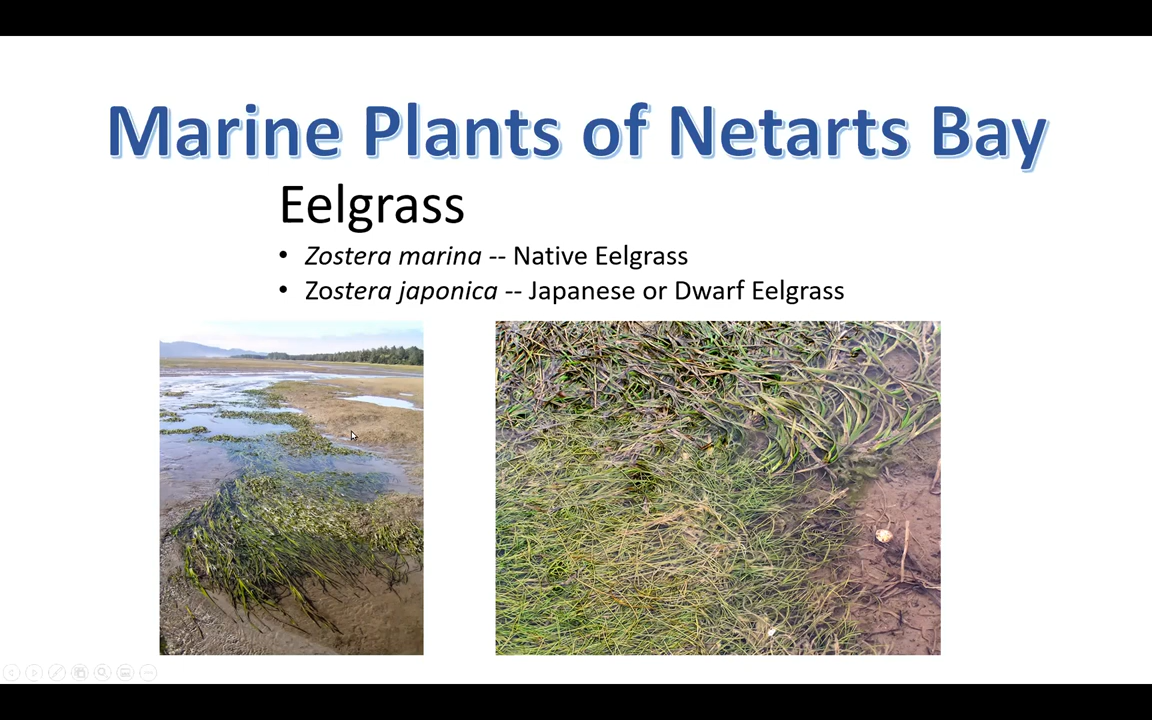 Marine Plants of Netarts Bay
Eelgrass
• Zostera marina -- Native Eelgrass
• Zostera japonica -- Japanese or Dwarf Eelgrass